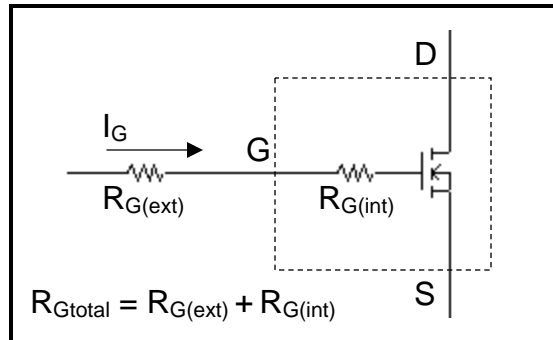 D
I_G
G
R_G(ext)
R_G(int)
S
R_Gtotal = R_G(ext) + R_G(int)